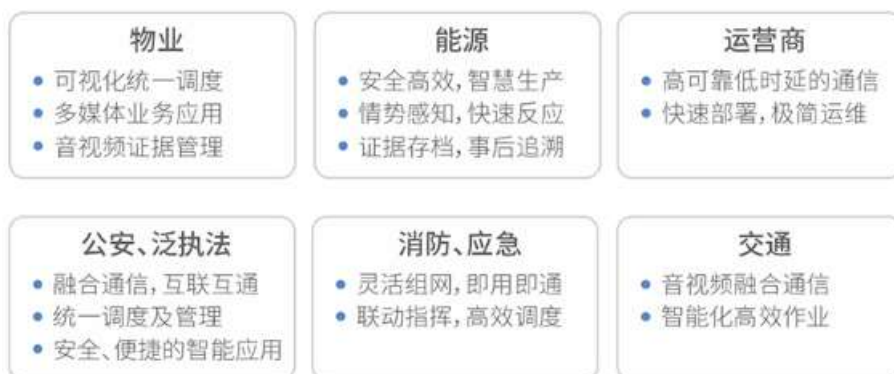 物业
可视化统一调度
多媒体业务应用
音视频证据管理
能源
安全高效,智慧生产
情势感知,快速反应
证据存档,事后追溯
运营商
高可靠低时延的通信
快速部署,极简运维
公安、泛执法
融合通信,互联互通
统一调度及管理
安全、便捷的智能应用
消防、应急
灵活组网,即用即通
联动指挥,高效调度
交通
音视频融合通信
智能化高效作业